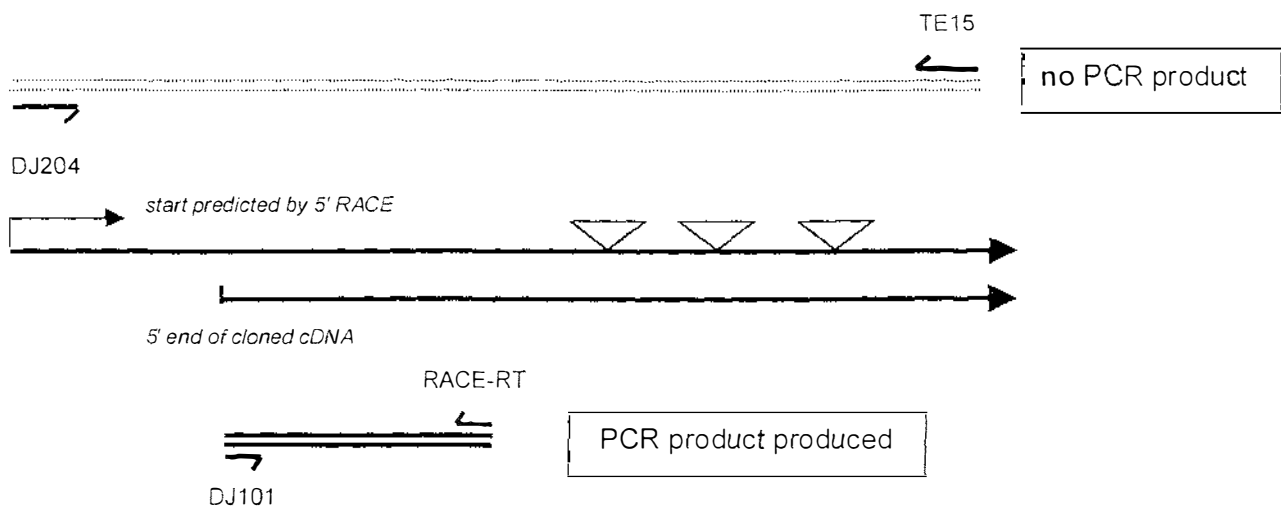 TE15
no PCR product
DJ204
start predicted by 5' RACE
5' end of cloned cDNA
RACE-RT
PCR product produced
DJ101